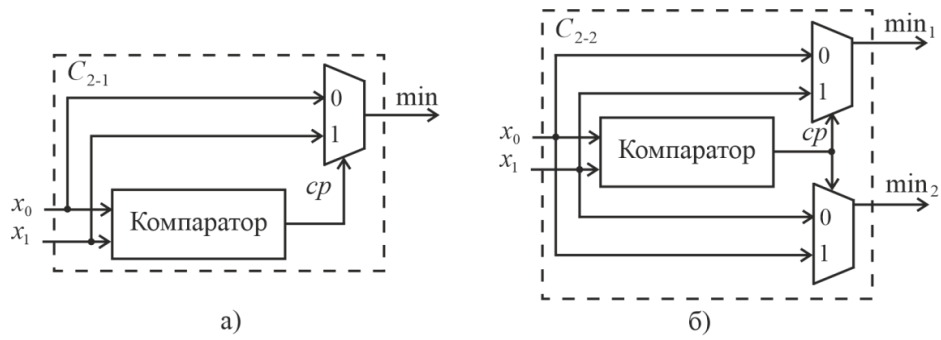 C₂₋₁
0
1
min
cp
x₀
x₁
Компаратор
а)
C₂₋₂
0
1
min₁
cp
x₀
x₁
Компаратор
min₂
0
1
б)